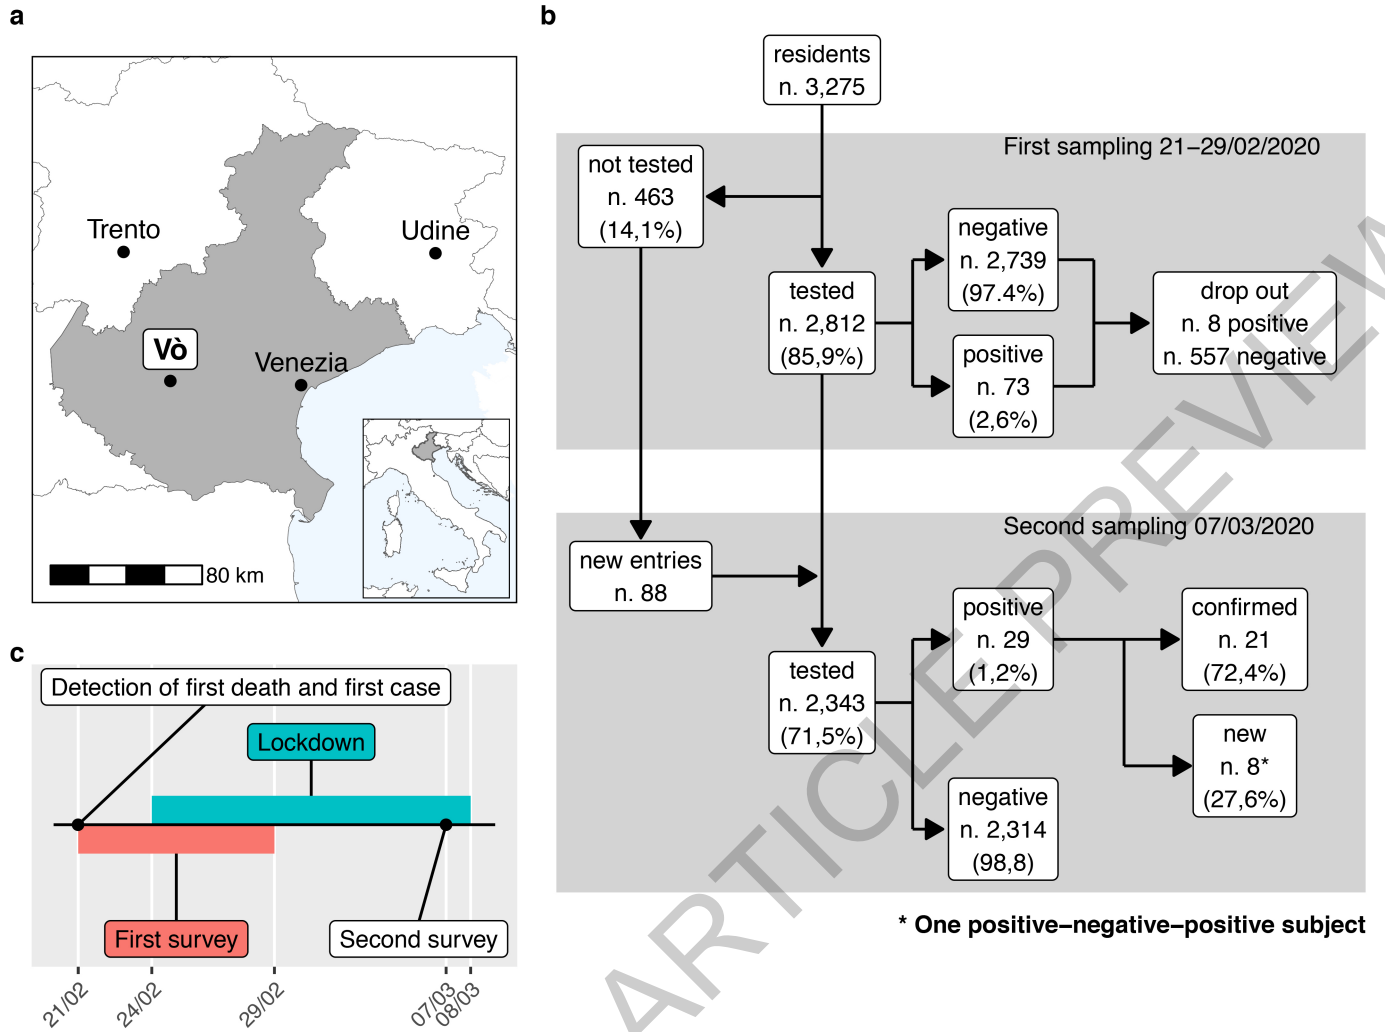 a
Trento
Udine
Vò
Venezia
80 km
b
residents
n. 3,275
First sampling 21–29/02/2020
not tested
n. 463
(14,1%)
tested
n. 2,812
(85,9%)
negative
n. 2,739
(97.4%)
positive
n. 73
(2,6%)
drop out
n. 8 positive
n. 557 negative
Second sampling 07/03/2020
new entries
n. 88
tested
n. 2,343
(71,5%)
positive
n. 29
(1,2%)
negative
n. 2,314
(98,8)
confirmed
n. 21
(72,4%)
new
n. 8*
(27,6%)
* One positive–negative–positive subject
c
Detection of first death and first case
Lockdown
First survey
Second survey
21/02
24/02
29/02
07/03
08/03
ARTICLE PREVIEW